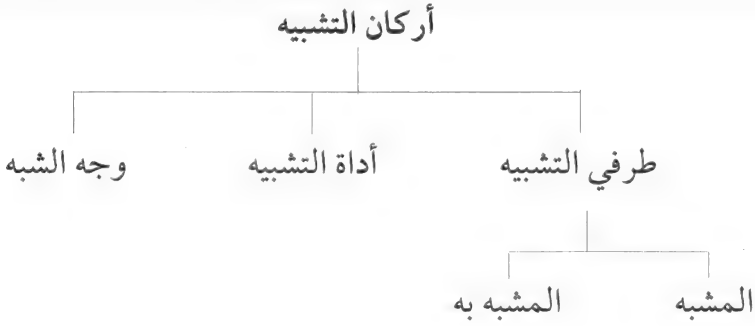 أركان التشبيه
طرفي التشبيه أداة التشبيه وجه الشبه
المشبه المشبه به